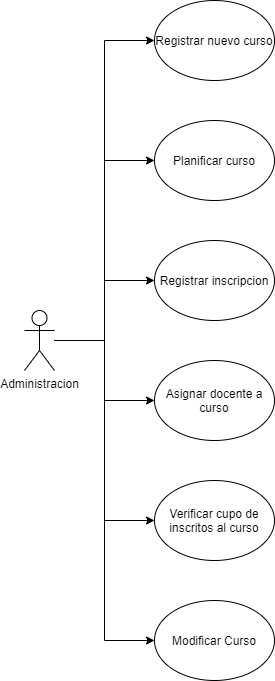 Registrar nuevo curso
Planificar curso
Registrar inscripcion
Administracion
Asignar docente a
curso
Verificar cupo de
inscritos al curso
Modificar Curso